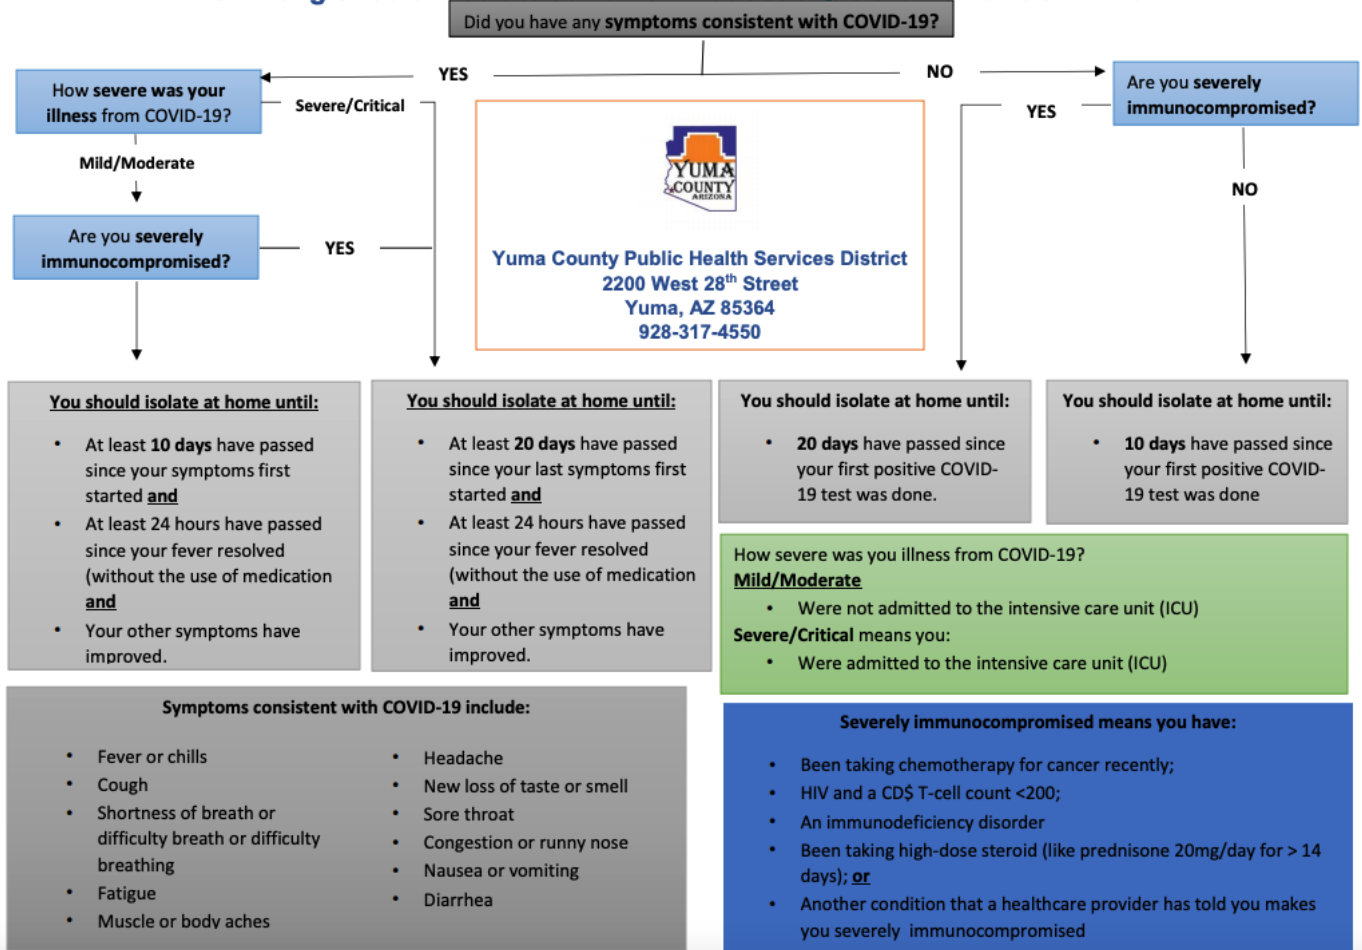 Did you have any symptoms consistent with COVID-19?
YES
NO
How severe was your
illness from COVID-19?
Severe/Critical
Mild/Moderate
Are you severely
immunocompromised?
YES
Are you severely
immunocompromised?
YES
NO
YUMA
COUNTY
ARIZONA
Yuma County Public Health Services District
2200 West 28th Street
Yuma, AZ 85364
928-317-4550
You should isolate at home until:
• At least 10 days have passed
since your symptoms first
started and
• At least 24 hours have passed
since your fever resolved
(without the use of medication
and
• Your other symptoms have
improved.
You should isolate at home until:
• At least 20 days have passed
since your last symptoms first
started and
• At least 24 hours have passed
since your fever resolved
(without the use of medication
and
• Your other symptoms have
improved.
You should isolate at home until:
• 20 days have passed since
your first positive COVID-
19 test was done.
You should isolate at home until:
• 10 days have passed since
your first positive COVID-
19 test was done
How severe was you illness from COVID-19?
Mild/Moderate
• Were not admitted to the intensive care unit (ICU)
Severe/Critical means you:
• Were admitted to the intensive care unit (ICU)
Symptoms consistent with COVID-19 include:
• Fever or chills
• Cough
• Shortness of breath or
difficulty breath or difficulty
breathing
• Fatigue
• Muscle or body aches
• Headache
• New loss of taste or smell
• Sore throat
• Congestion or runny nose
• Nausea or vomiting
• Diarrhea
Severely immunocompromised means you have:
• Been taking chemotherapy for cancer recently;
• HIV and a CD$ T-cell count <200;
• An immunodeficiency disorder
• Been taking high-dose steroid (like prednisone 20mg/day for > 14
days); or
• Another condition that a healthcare provider has told you makes
you severely immunocompromised